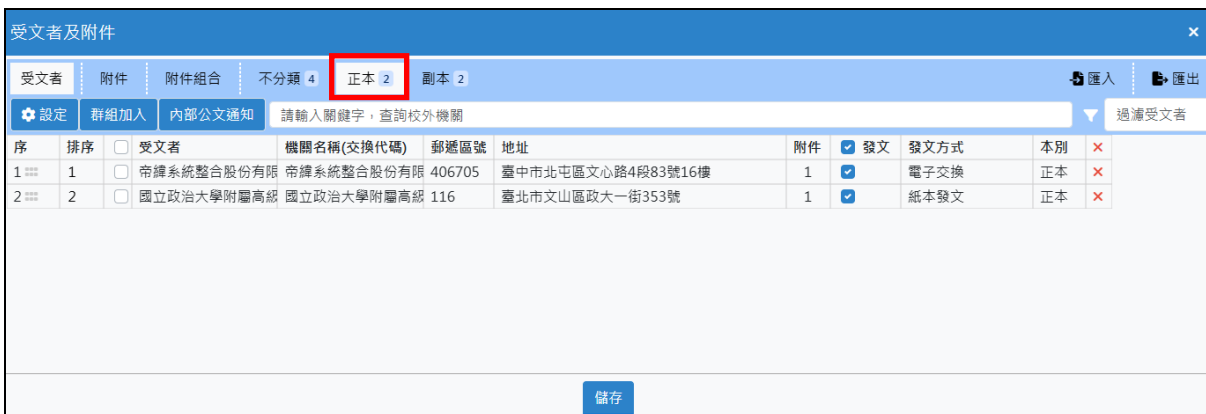 受文者及附件 ×
受文者 附件 附件組合 不分類 4 正本 2 副本 2 匯入 匯出
設定 群組加入 內部公文通知 請輸入關鍵字，查詢校外機關 過濾受文者
序 排序 受文者 機關名稱(交換代碼) 郵遞區號 地址 附件 發文 發文方式 本別 ×
1 1 帝緯系統整合股份有限 帝緯系統整合股份有限 406705 臺中市北屯區文心路4段83號16樓 1 電子交換 正本 ×
2 2 國立政治大學附屬高級 國立政治大學附屬高級 116 臺北市文山區政大一街353號 1 紙本發文 正本 ×
儲存